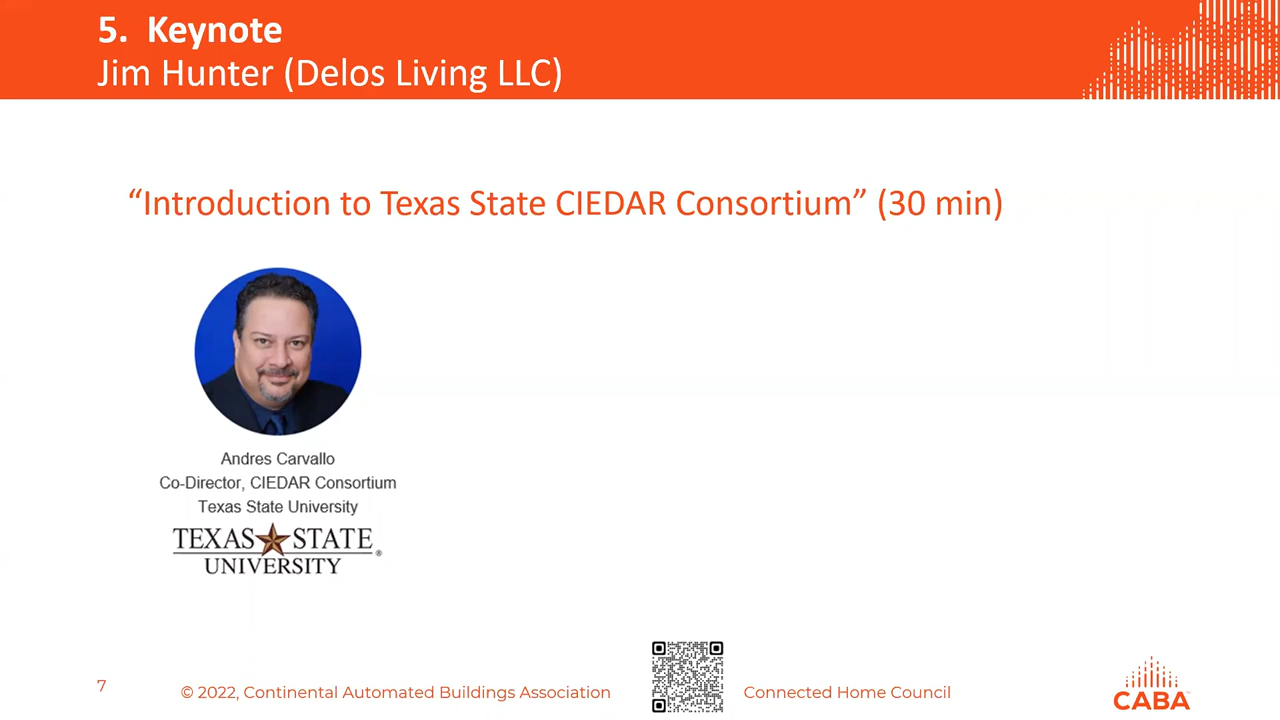 5. Keynote
Jim Hunter (Delos Living LLC)
“Introduction to Texas State CIEDAR Consortium” (30 min)
Andres Carvallo
Co-Director, CIEDAR Consortium
Texas State University
TEXAS STATE
UNIVERSITY
®
7
© 2022, Continental Automated Buildings Association
Connected Home Council
CABA